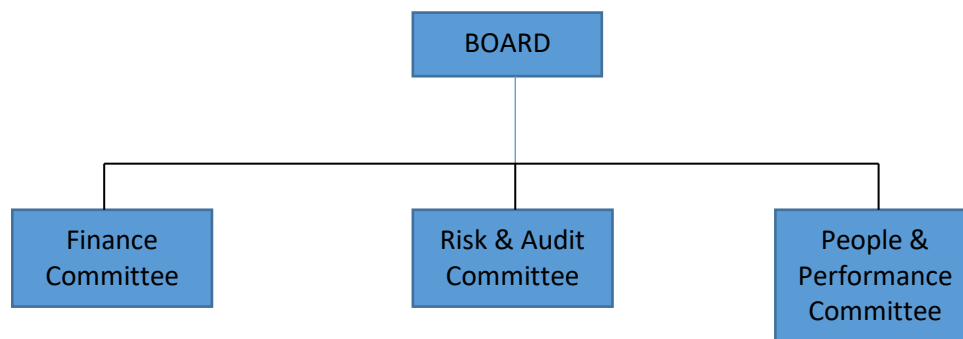 BOARD
Finance
Committee
Risk & Audit
Committee
People &
Performance
Committee